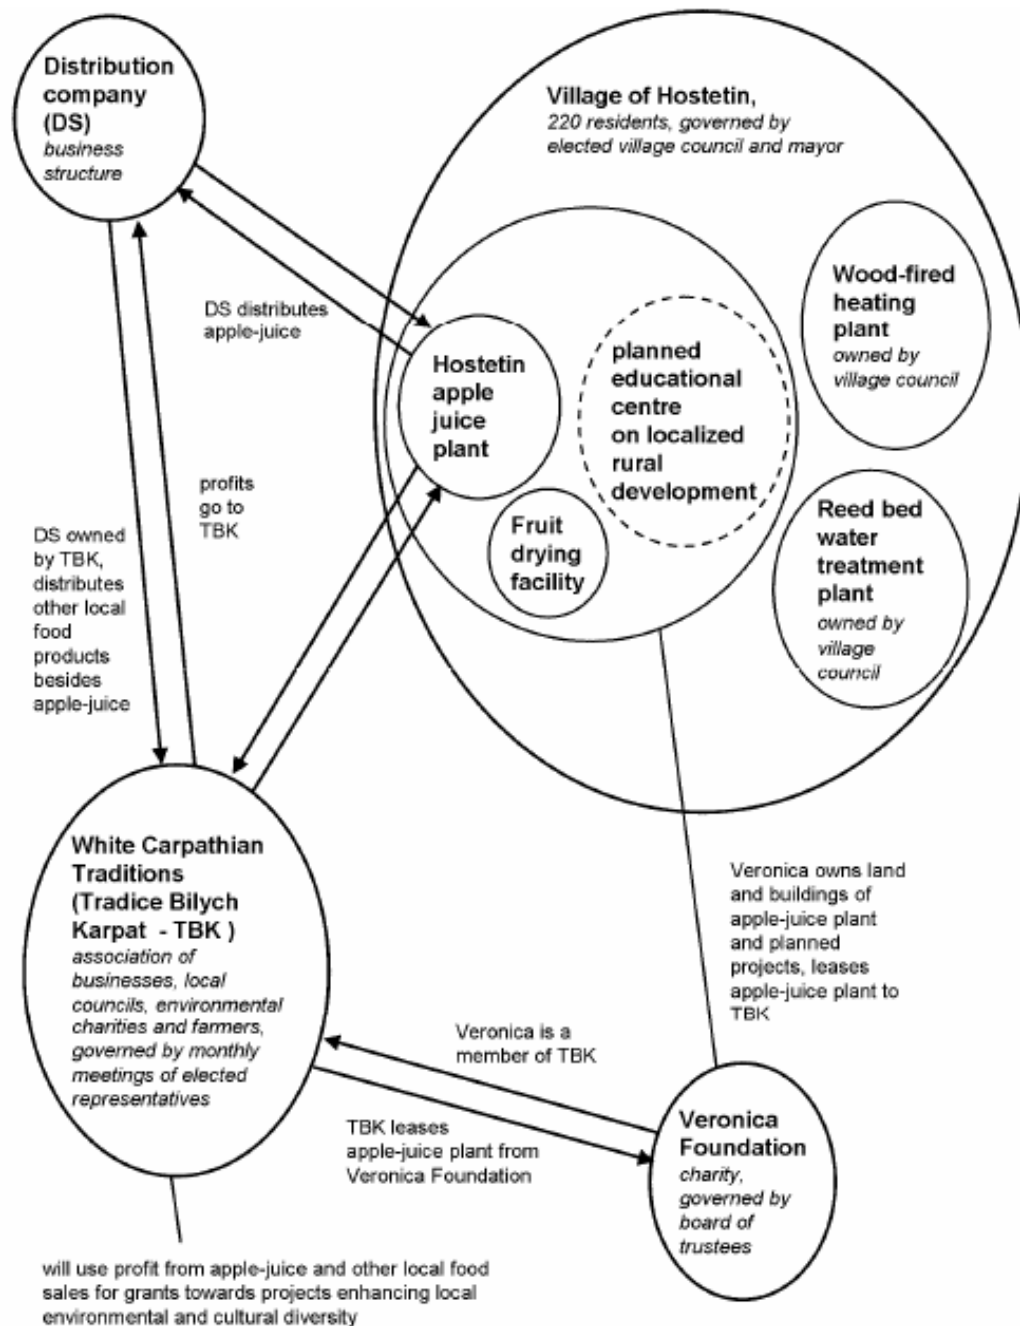 Distribution
company
(DS)
business
structure
Village of Hostetin,
220 residents, governed by
elected village council and mayor
Wood-fired
heating
plant
owned by
village council
DS distributes
apple-juice
planned
educational
centre
on localized
rural
development
Hostetin
apple
juice
plant
Fruit
drying
facility
Reed bed
water
treatment
plant
owned by
village
council
profits
go to
TBK
DS owned
by TBK,
distributes
other local
food
products
besides
apple-juice
White Carpathian
Traditions
(Tradice Bilych
Karpat - TBK )
association of
businesses, local
councils, environmental
charities and farmers,
governed by monthly
meetings of elected
representatives
Veronica owns land
and buildings of
apple-juice plant
and planned
projects, leases
apple-juice plant to
TBK
Veronica is a
member of TBK
TBK leases
apple-juice plant from
Veronica Foundation
Veronica
Foundation
charity,
governed by
board of
trustees
will use profit from apple-juice and other local food
sales for grants towards projects enhancing local
environmental and cultural diversity